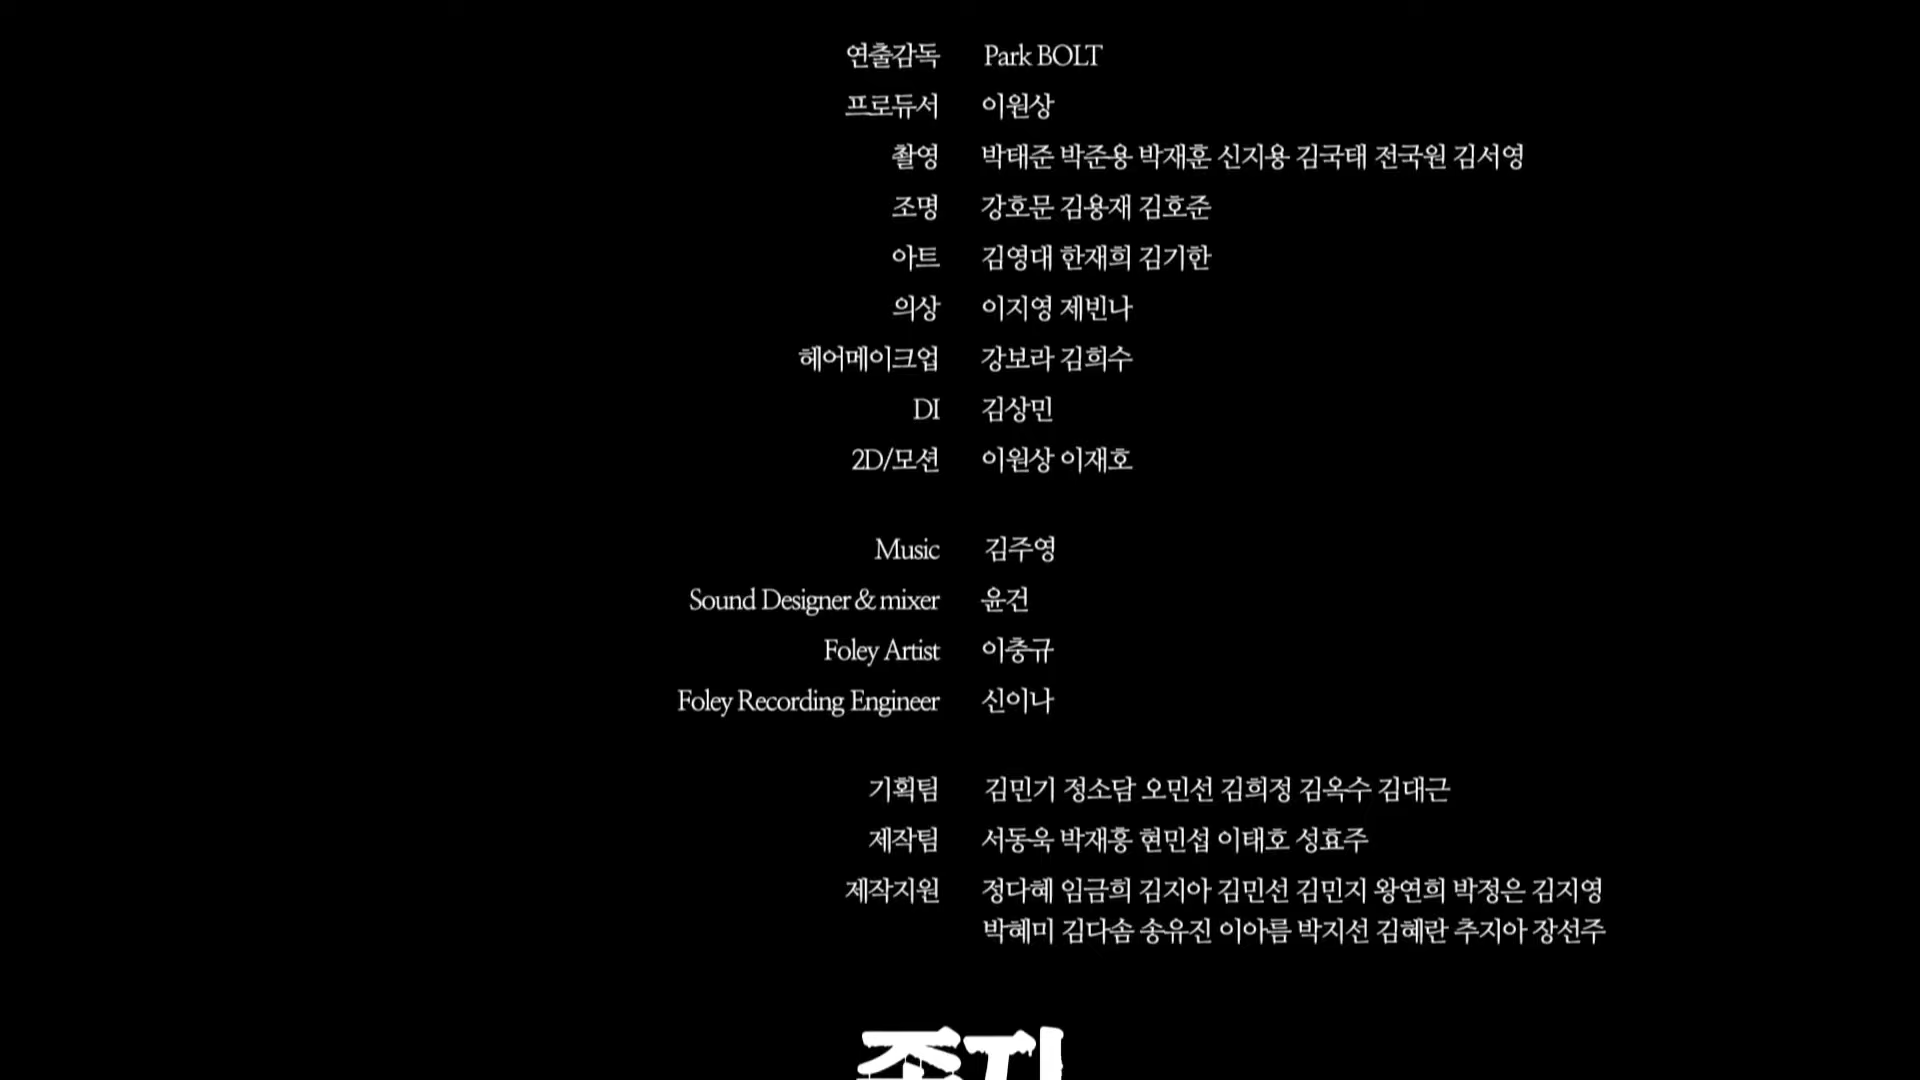 연출감독 Park BOLT
프로듀서 이원상
촬영 박태준 박준용 박재훈 신지용 김국태 전국원 김서영
조명 강호문 김용재 김호준
아트 김영대 한재희 김기한
의상 이지영 제빈나
헤어메이크업 강보라 김희수
DI 김상민
2D/모션 이원상 이재호
Music 김주영
Sound Designer & mixer 윤건
Foley Artist 이충규
Foley Recording Engineer 신이나
기획팀 김민기 정소담 오민선 김희정 김옥수 김대근
제작팀 서동욱 박재흥 현민섭 이태호 성효주
제작지원 정다혜 임금희 김지아 김민선 김민지 왕연희 박정은 김지영
박혜미 김다솜 송유진 이아름 박지선 김혜란 추지아 장선주